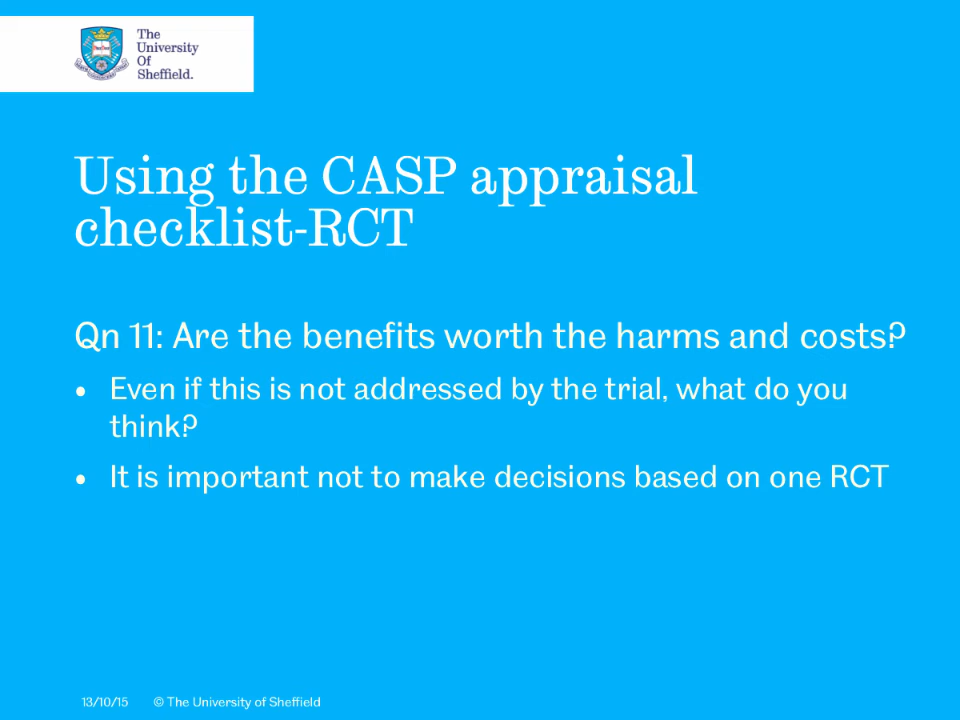 The
University
Of
Sheffield.
Using the CASP appraisal
checklist-RCT
Qn 11: Are the benefits worth the harms and costs?
• Even if this is not addressed by the trial, what do you
think?
• It is important not to make decisions based on one RCT
13/10/15 © The University of Sheffield